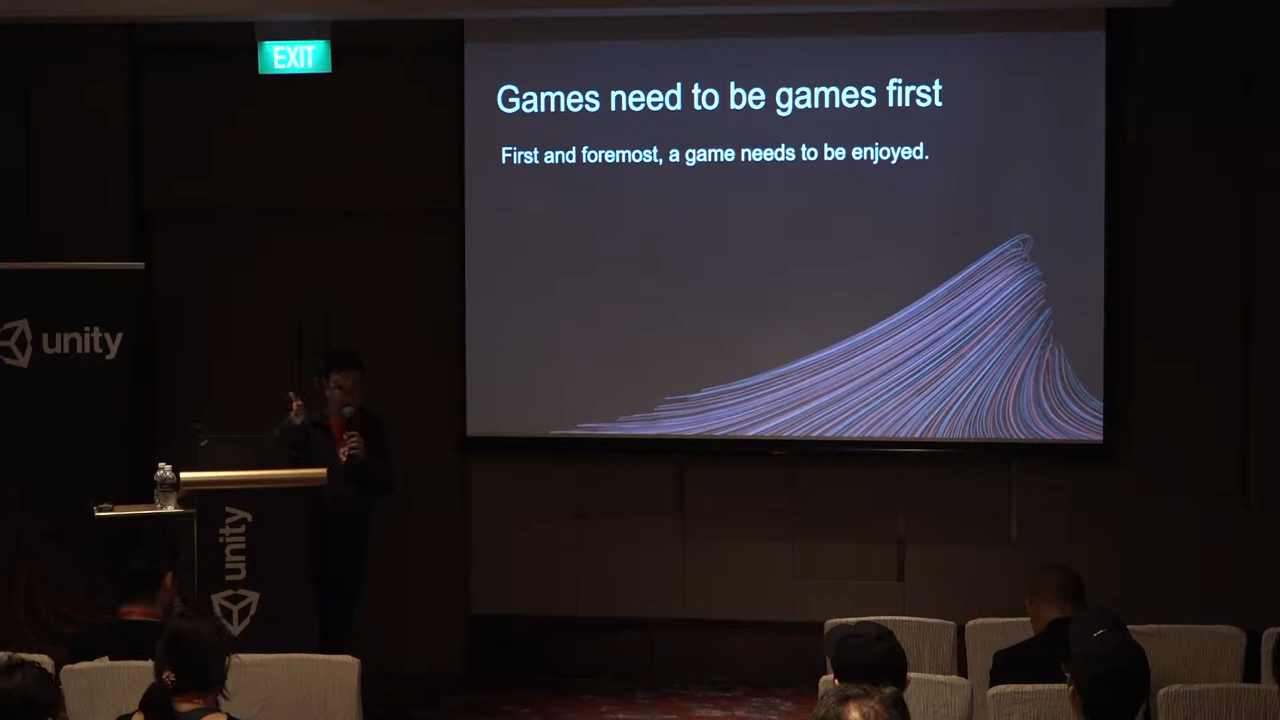 EXIT
Games need to be games first
First and foremost, a game needs to be enjoyed.
unity
unity